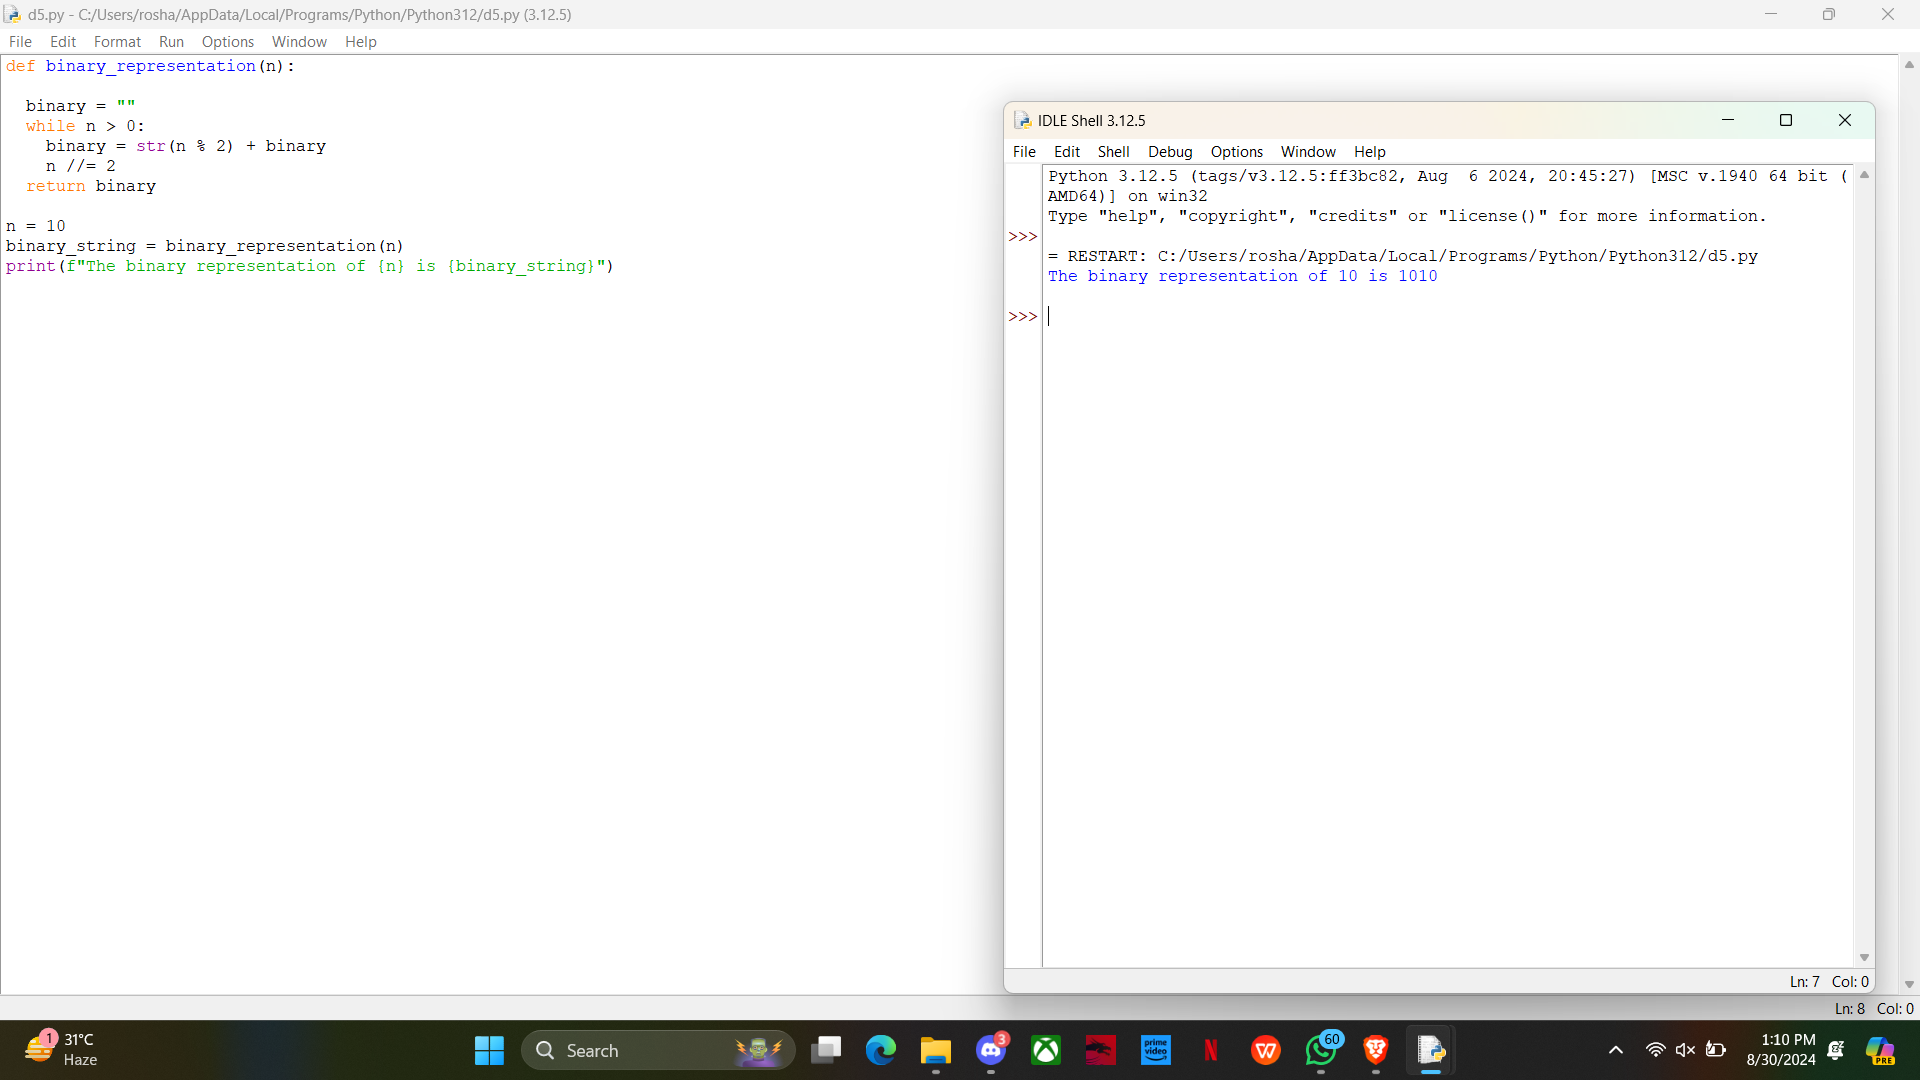 d5.py - C:/Users/rosha/AppData/Local/Programs/Python/Python312/d5.py (3.12.5)
File Edit Format Run Options Window Help
def binary_representation(n):
binary = ""
while n > 0:
binary = str(n % 2) + binary
n //= 2
return binary
n = 10
binary_string = binary_representation(n)
print(f"The binary representation of {n} is {binary_string}")
IDLE Shell 3.12.5
File Edit Shell Debug Options Window Help
Python 3.12.5 (tags/v3.12.5:ff3bc82, Aug  6 2024, 20:45:27) [MSC v.1940 64 bit (
AMD64)] on win32
Type "help", "copyright", "credits" or "license()" for more information.
>>>
= RESTART: C:/Users/rosha/AppData/Local/Programs/Python/Python312/d5.py
The binary representation of 10 is 1010
>>>
Ln: 7 Col: 0
Ln: 8 Col: 0
1
31°C
Haze
Search
3
prime video
N
W
60
1:10 PM
8/30/2024
PRE